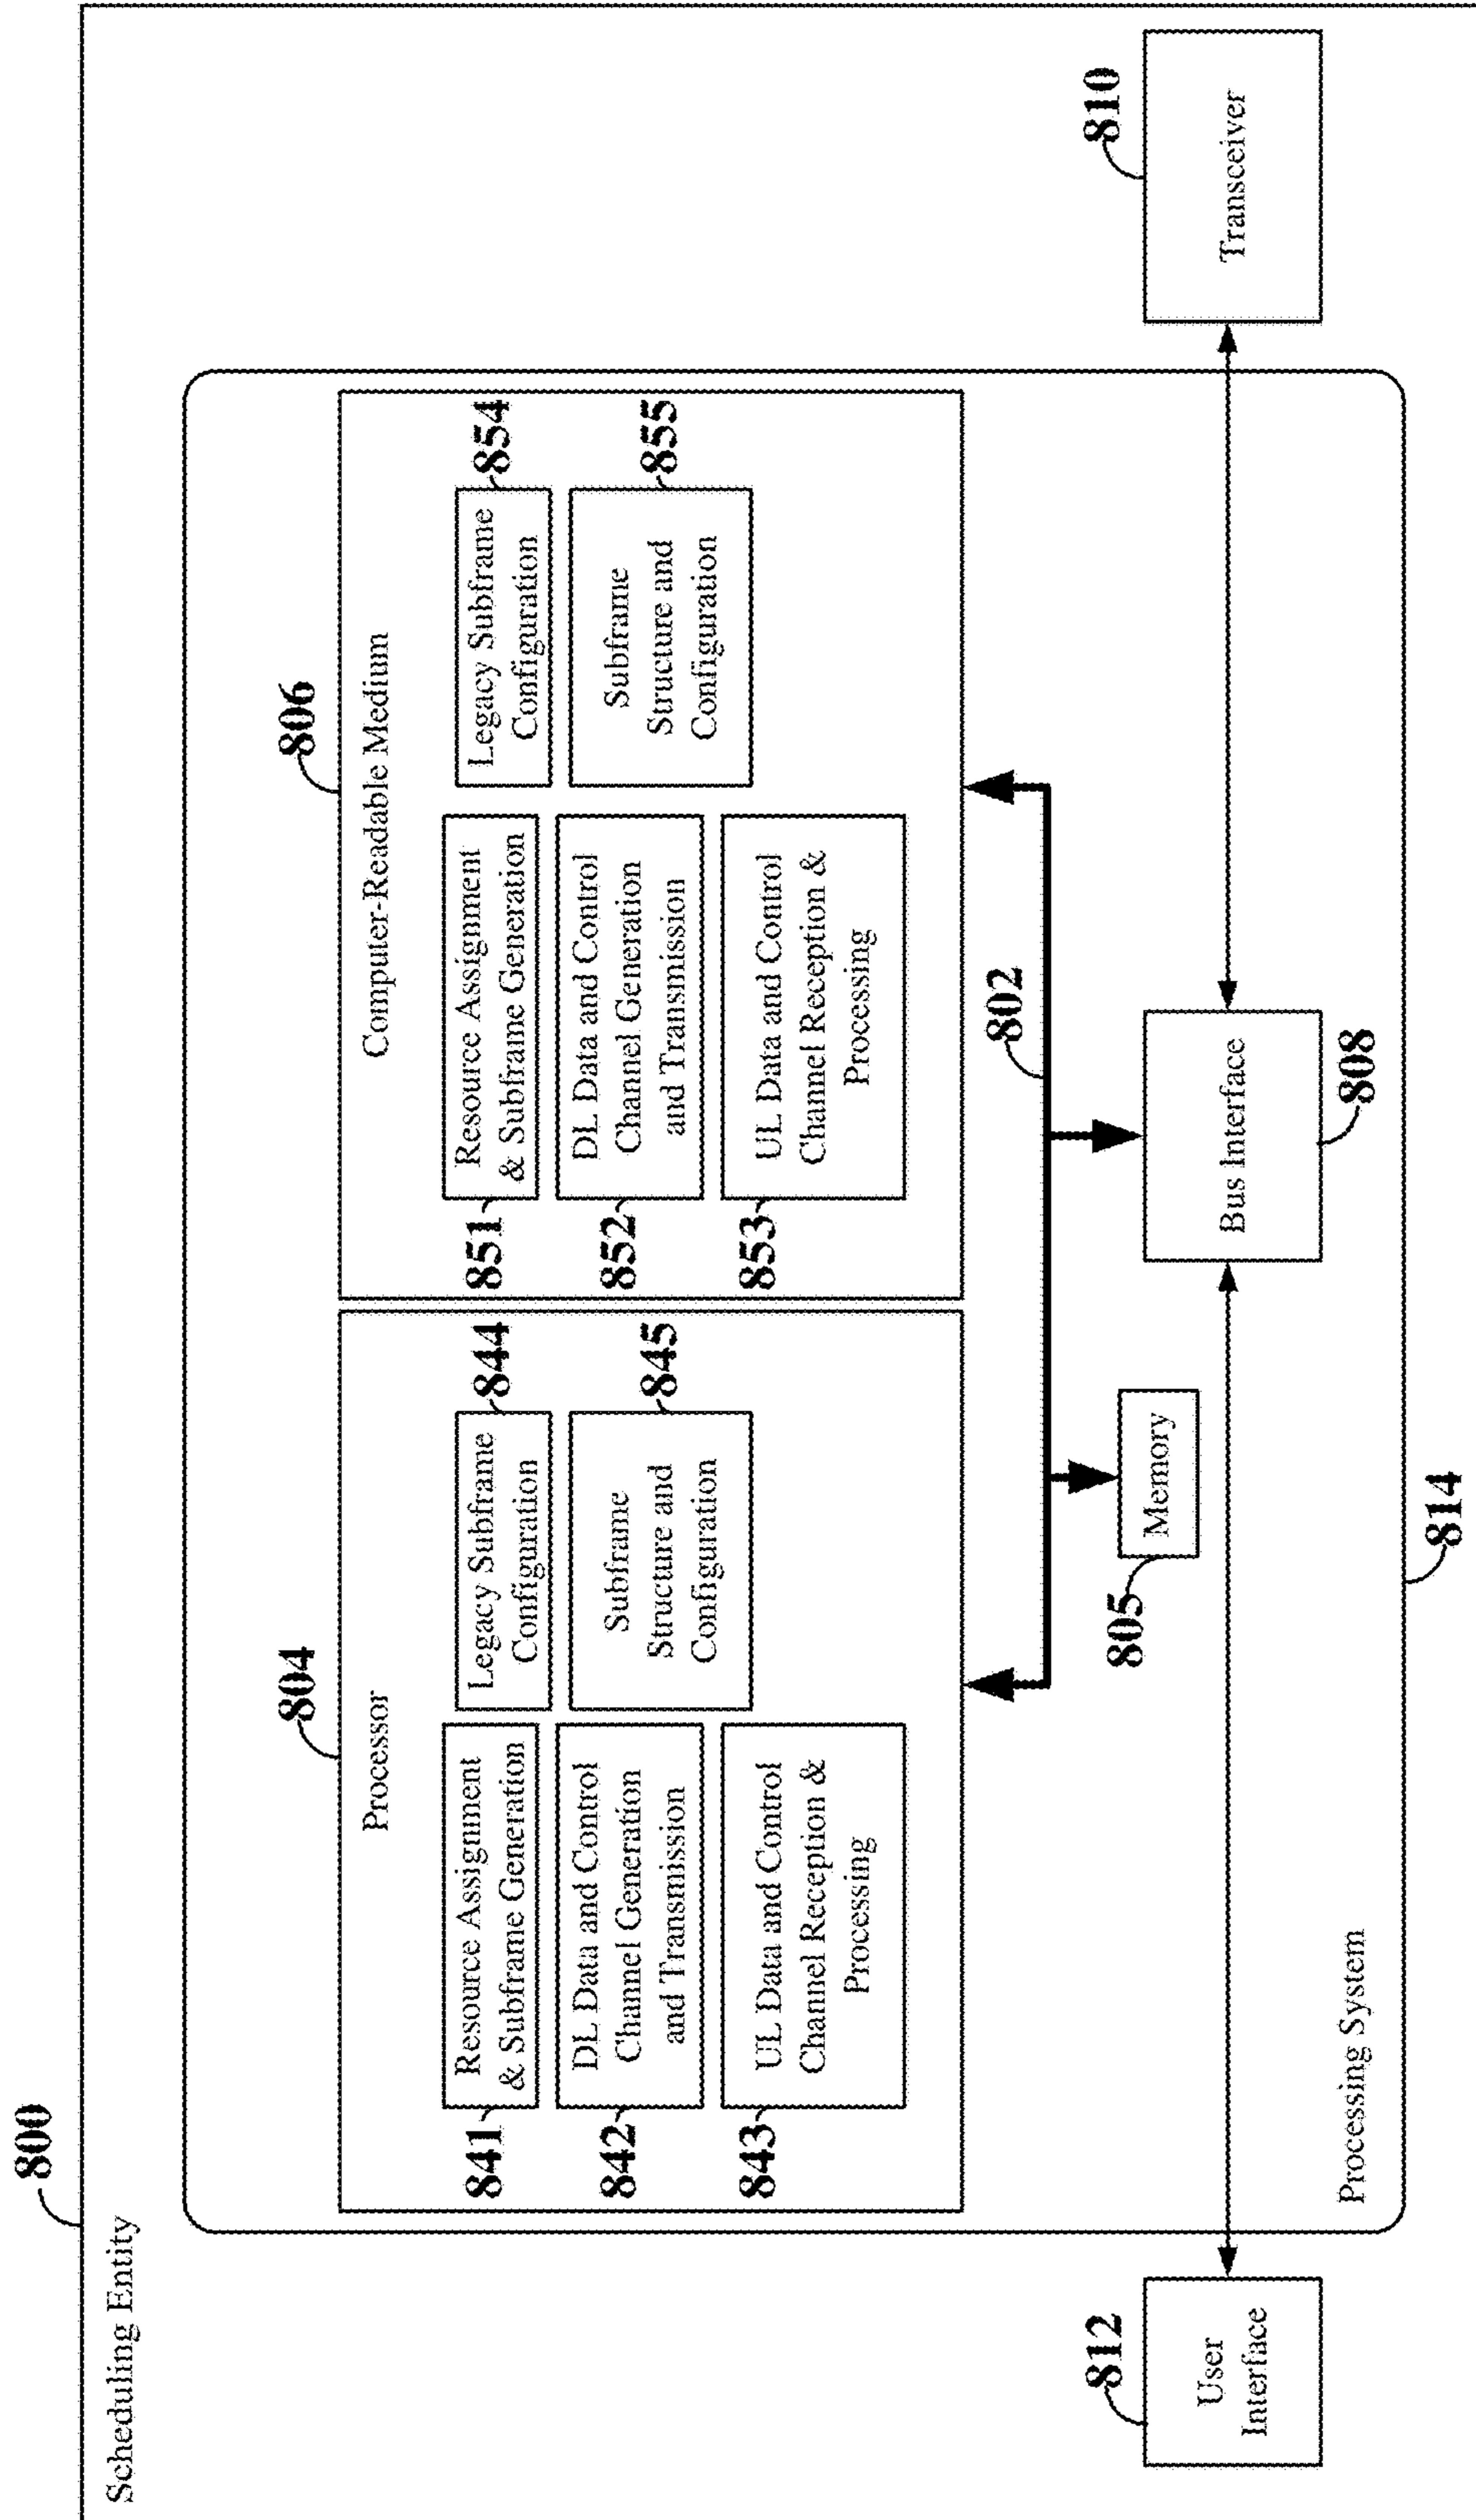 800
Scheduling Entity
804
Processor
841
Resource Assignment
& Subframe Generation
842
DL Data and Control
Channel Generation
and Transmission
843
UL Data and Control
Channel Reception &
Processing
844
Legacy Subframe
Configuration
845
Subframe
Structure and
Configuration
806
Computer-Readable Medium
851
Resource Assignment
& Subframe Generation
852
DL Data and Control
Channel Generation
and Transmission
853
UL Data and Control
Channel Reception &
Processing
854
Legacy Subframe
Configuration
855
Subframe
Structure and
Configuration
802
805
Memory
812
User
Interface
Bus Interface
808
810
Transceiver
Processing System
814